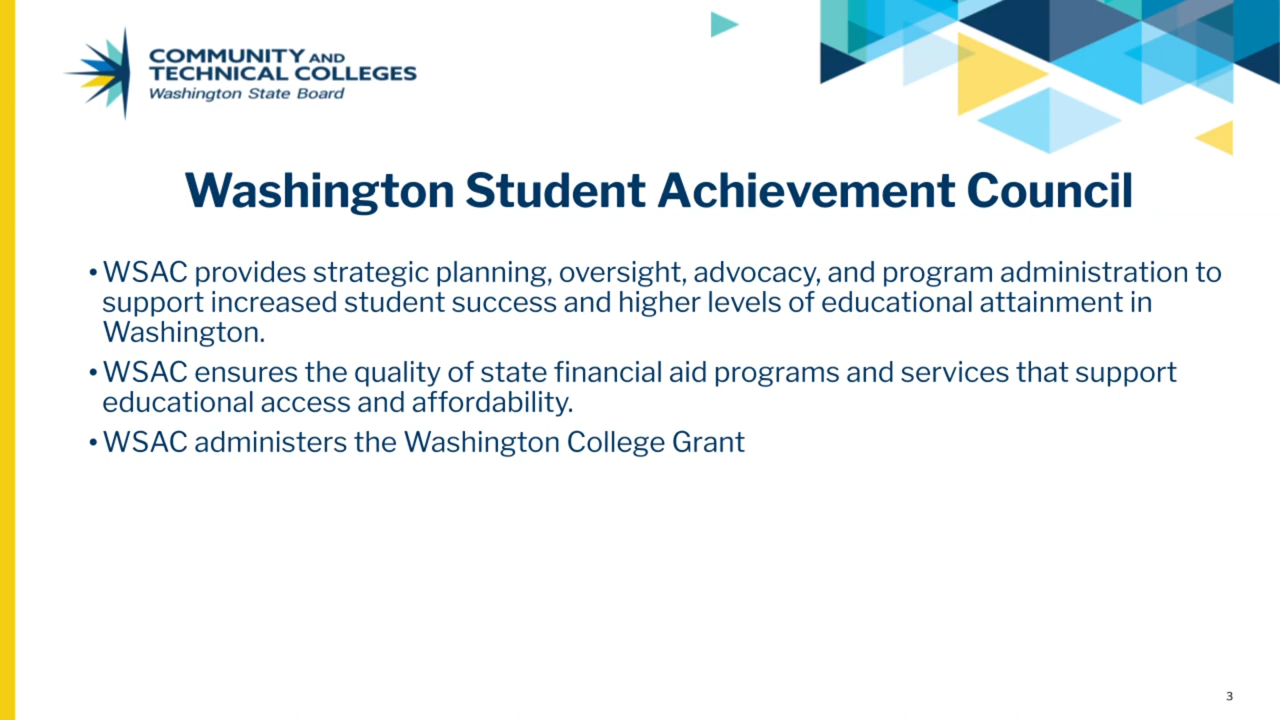 COMMUNITY AND
TECHNICAL COLLEGES
Washington State Board
Washington Student Achievement Council
• WSAC provides strategic planning, oversight, advocacy, and program administration to
support increased student success and higher levels of educational attainment in
Washington.
• WSAC ensures the quality of state financial aid programs and services that support
educational access and affordability.
• WSAC administers the Washington College Grant
3